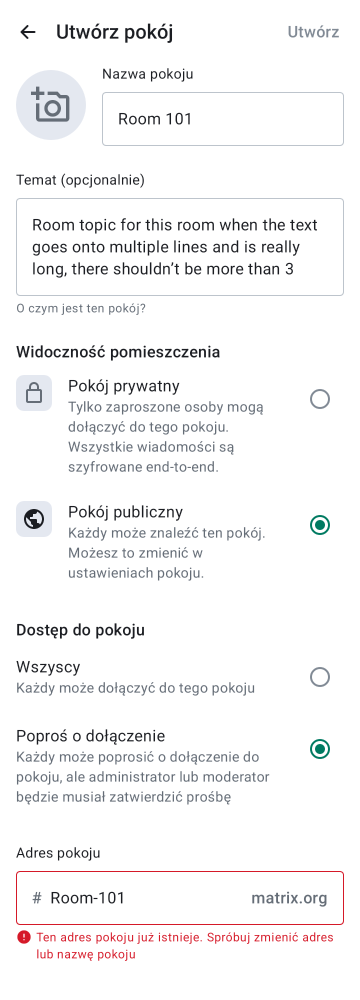 Utwórz pokój
Utwórz
Nazwa pokoju
Room 101
Temat (opcjonalnie)
Room topic for this room when the text
goes onto multiple lines and is really
long, there shouldn’t be more than 3
O czym jest ten pokój?
Widoczność pomieszczenia
Pokój prywatny
Tylko zaproszone osoby mogą
dołączyć do tego pokoju.
Wszystkie wiadomości są
szyfrowane end-to-end.
Pokój publiczny
Każdy może znaleźć ten pokój.
Możesz to zmienić w
ustawieniach pokoju.
Dostęp do pokoju
Wszyscy
Każdy może dołączyć do tego pokoju
Poproś o dołączenie
Każdy może poprosić o dołączenie do
pokoju, ale administrator lub moderator
będzie musiał zatwierdzić prośbę
Adres pokoju
# Room-101 matrix.org
Ten adres pokoju już istnieje. Spróbuj zmienić adres
lub nazwę pokoju